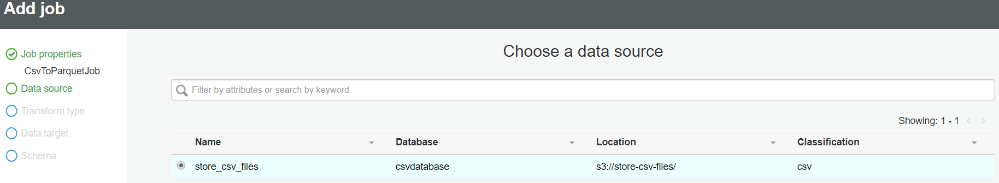 Add job
Job properties
CsvToParquetJob
Data source
Transform type
Data target
Schema
Choose a data source
Filter by attributes or search by keyword
Showing: 1 - 1
Name Database Location Classification
store_csv_files csvdatabase s3://store-csv-files/ csv